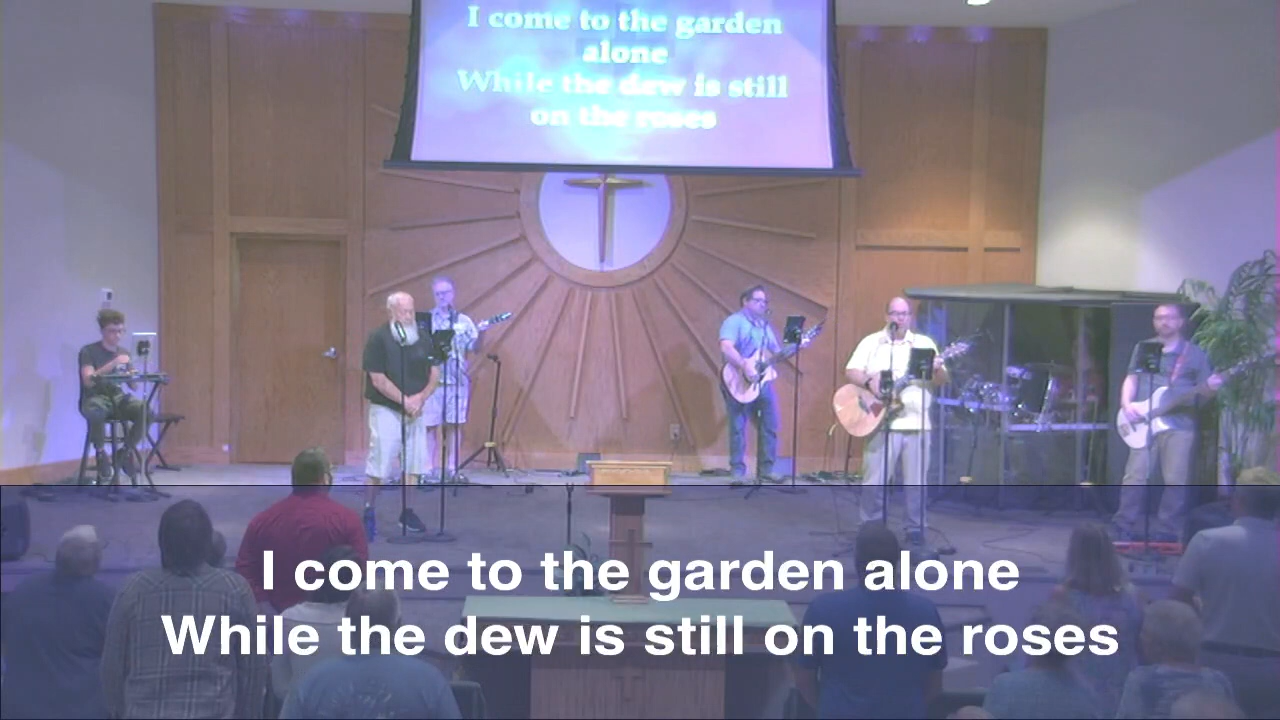 I come to the garden
alone
While the dew is still
on the roses
I come to the garden alone
While the dew is still on the roses